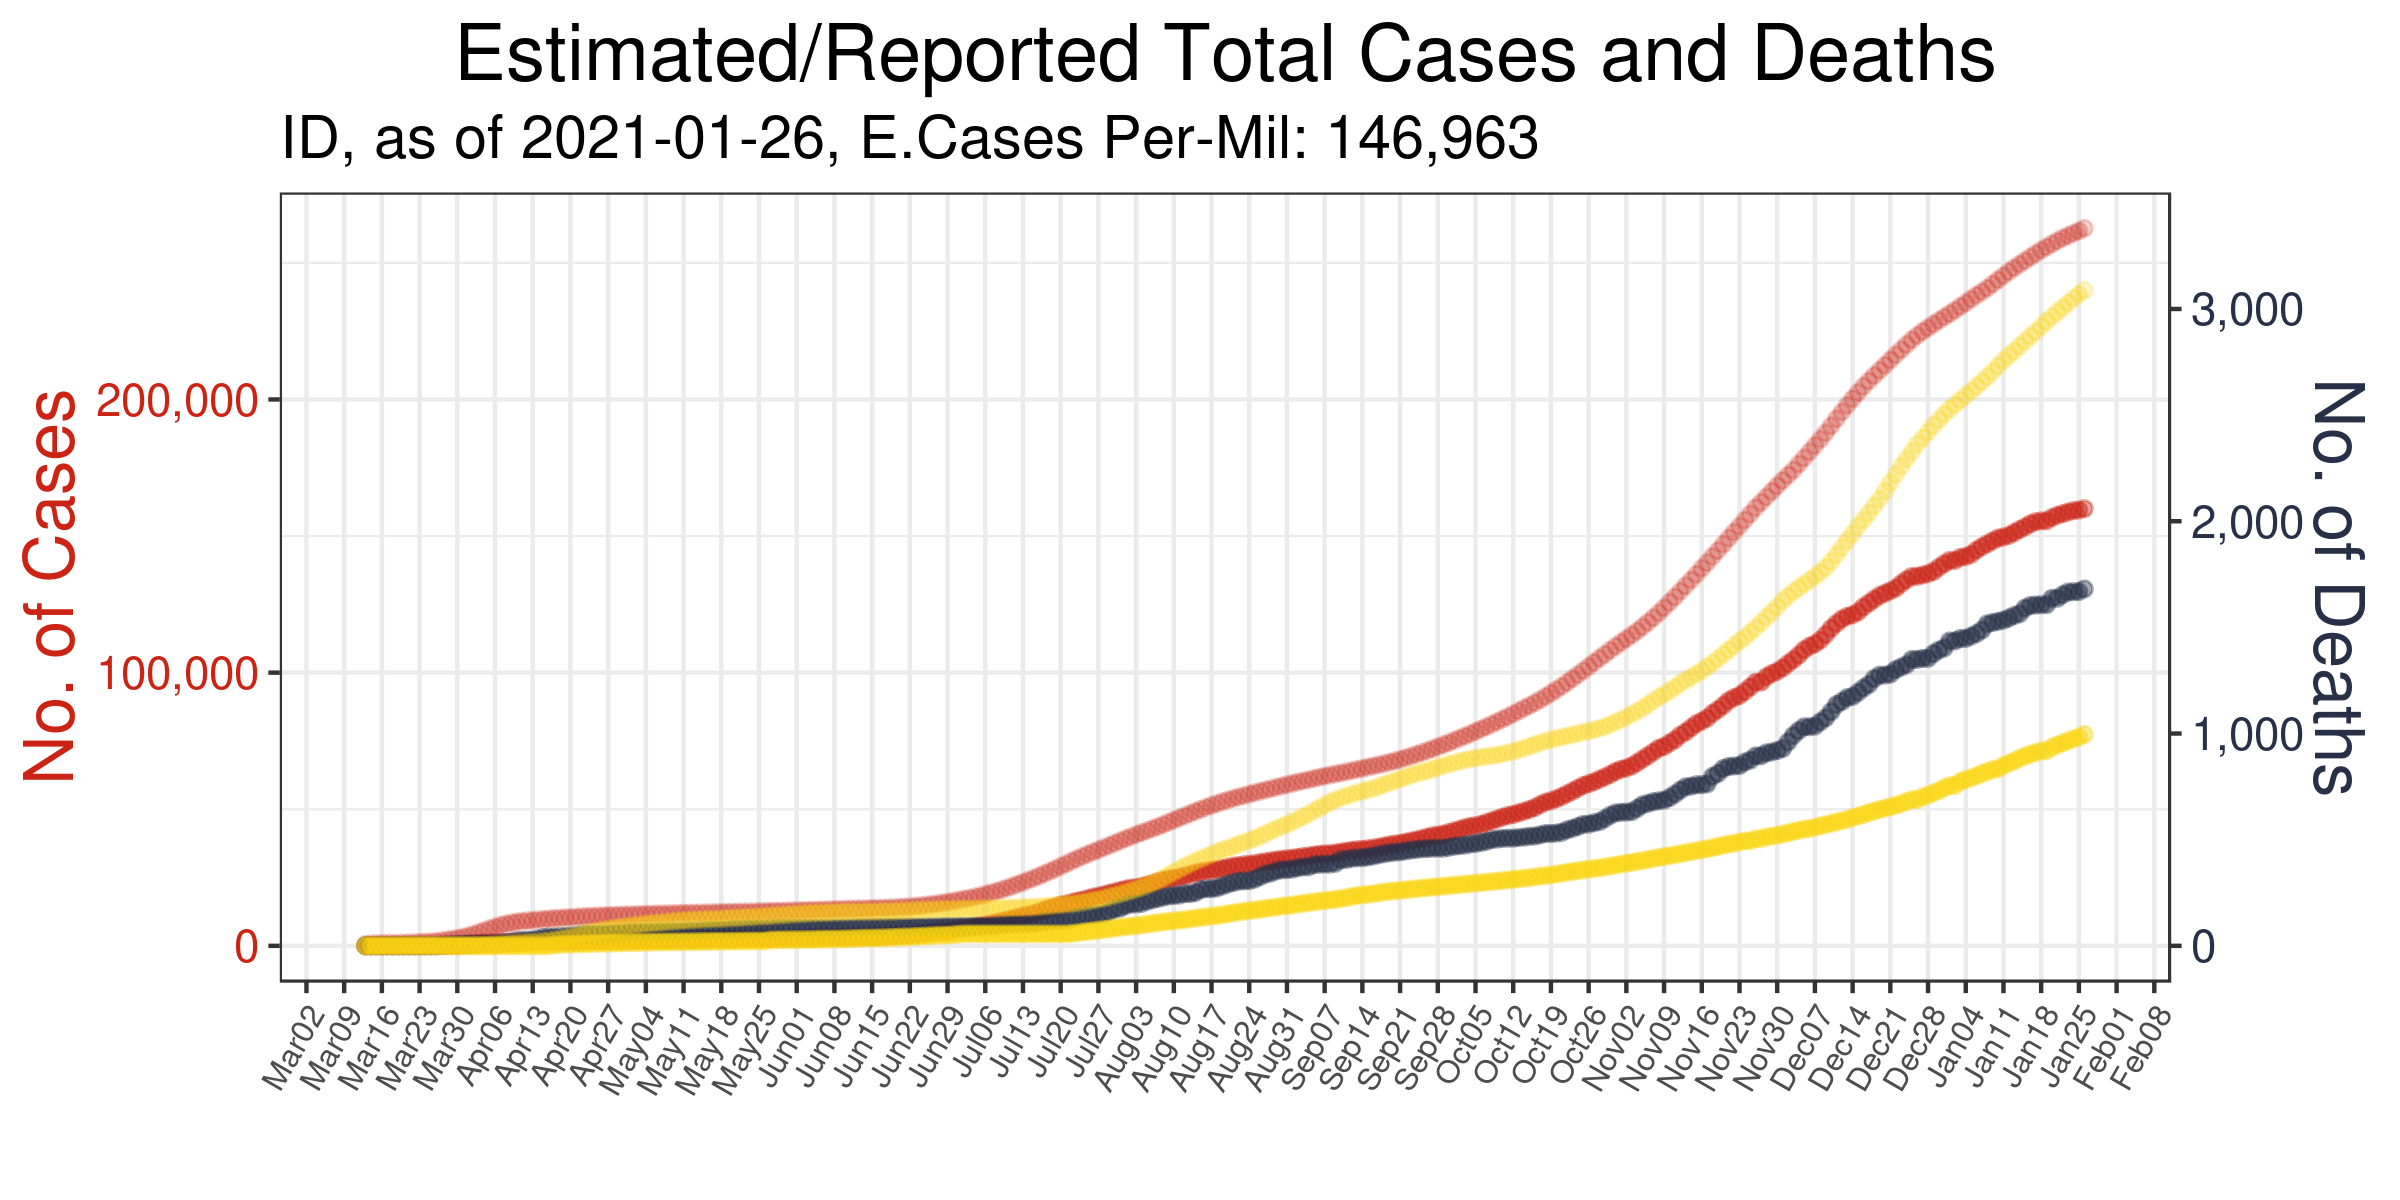 Estimated/Reported Total Cases and Deaths
ID, as of 2021-01-26, E.Cases Per-Mil: 146,963
No. of Cases
200,000
100,000
0
3,000
2,000
1,000
0
No. of Deaths
Mar02 Mar09 Mar16 Mar23 Mar30 Apr06 Apr13 Apr20 Apr27 May04 May11 May18 May25 Jun01 Jun08 Jun15 Jun22 Jun29 Jul06 Jul13 Jul20 Jul27 Aug03 Aug10 Aug17 Aug24 Aug31 Sep07 Sep14 Sep21 Sep28 Oct05 Oct12 Oct19 Oct26 Nov02 Nov09 Nov16 Nov23 Nov30 Dec07 Dec14 Dec21 Dec28 Jan04 Jan11 Jan18 Jan25 Feb01 Feb08